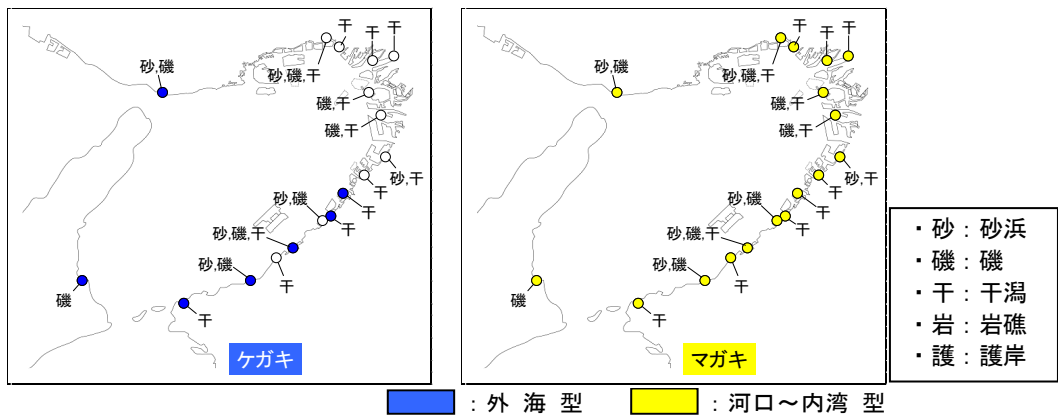 干
干
干
砂,磯
砂,磯,干
磯,干
磯,干
砂,干
干
干
砂,磯
干
砂,磯,干
砂,磯
干
磯
干
ケガキ
干
干
干
砂,磯
砂,磯,干
磯,干
磯,干
砂,干
干
干
砂,磯
干
砂,磯,干
砂,磯
干
磯
干
マガキ
・砂：砂浜
・磯：磯
・干：干潟
・岩：岩礁
・護：護岸
：外 海 型
：河口～内湾 型